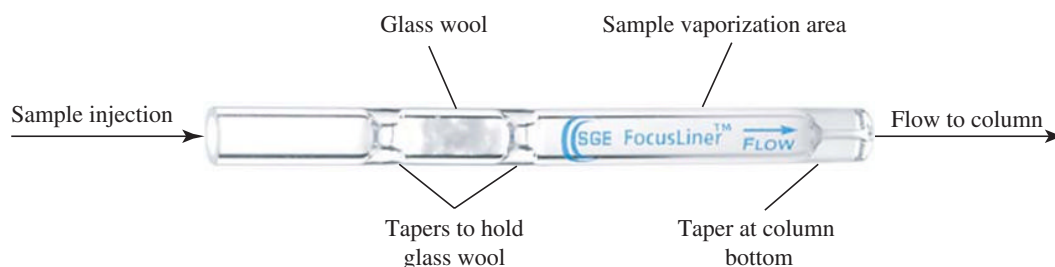 Glass wool
Sample vaporization area
Sample injection
SGE FocusLiner™ FLOW
Flow to column
Tapers to hold
glass wool
Taper at column
bottom